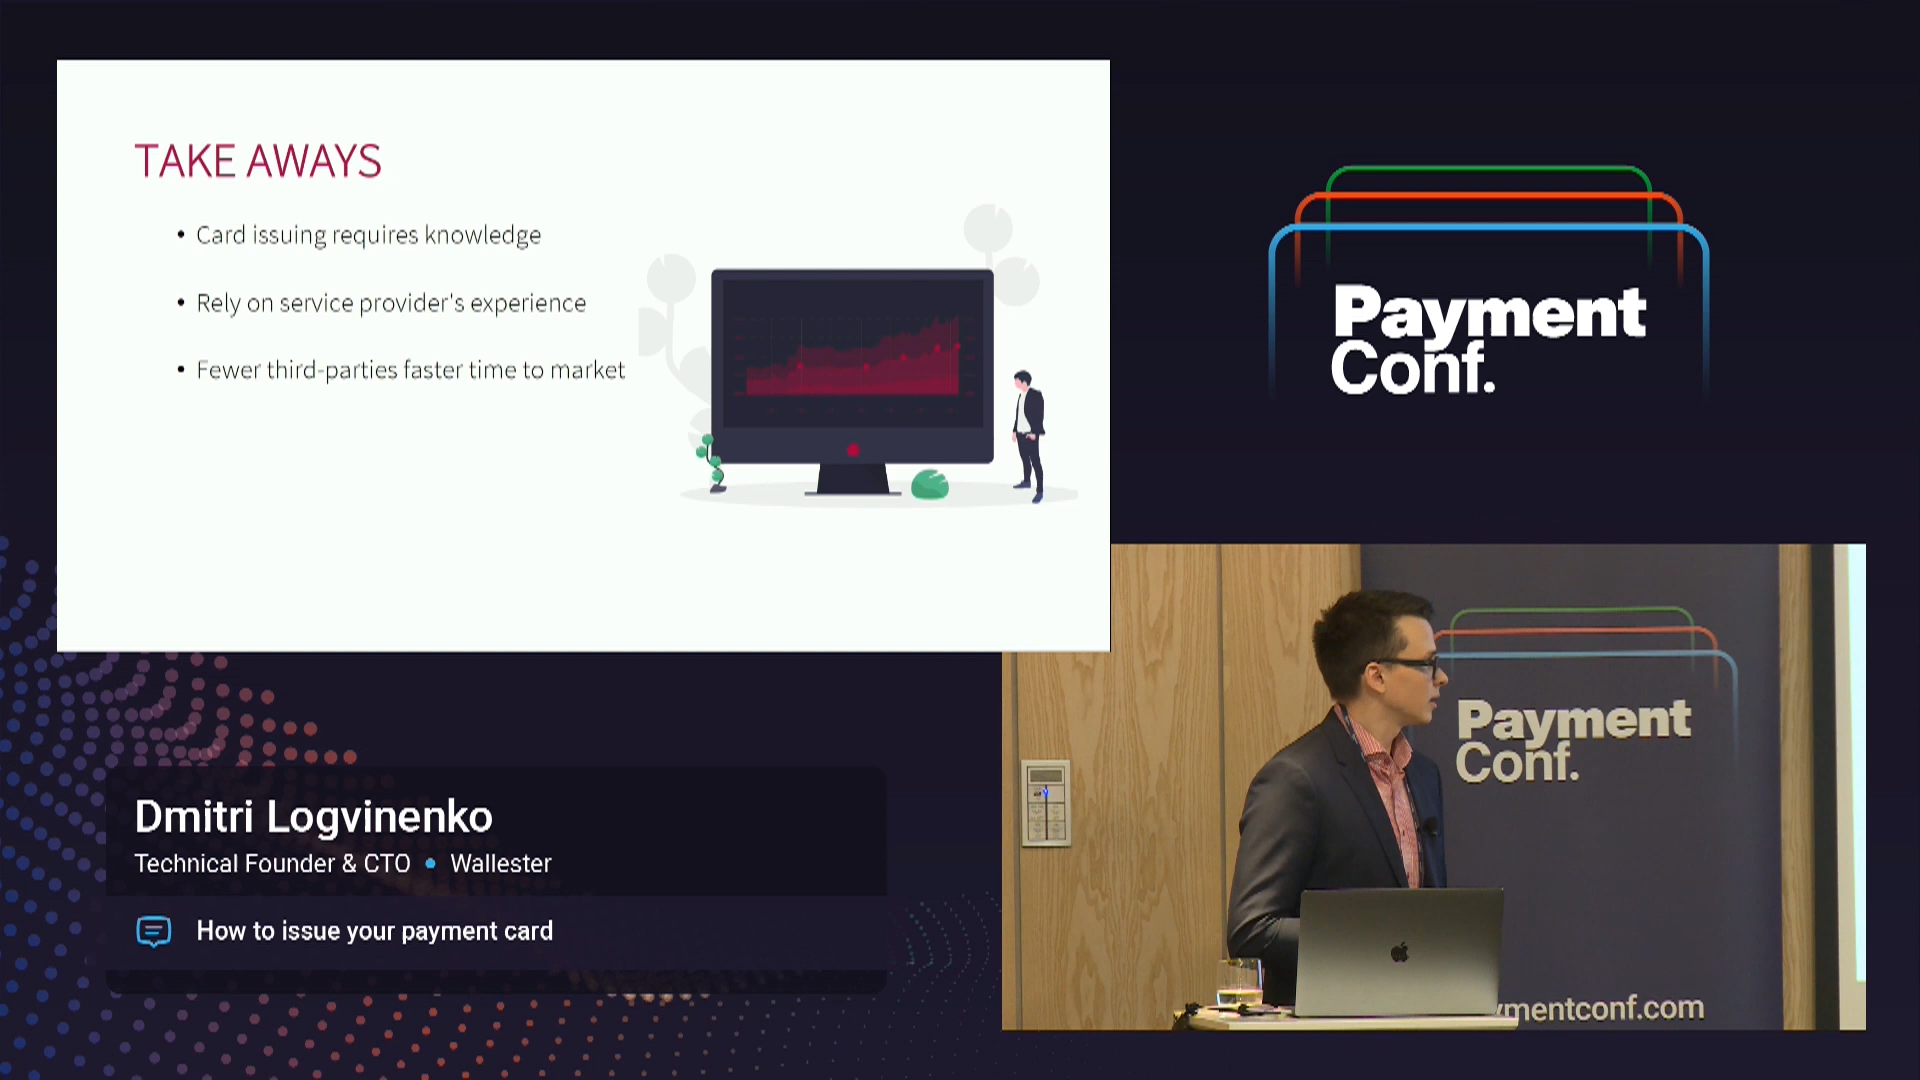 TAKE AWAYS
• Card issuing requires knowledge
• Rely on service provider's experience
• Fewer third-parties faster time to market
Payment
Conf.
Payment
Conf.
ymentconf.com
Dmitri Logvinenko
Technical Founder & CTO • Wallester
How to issue your payment card